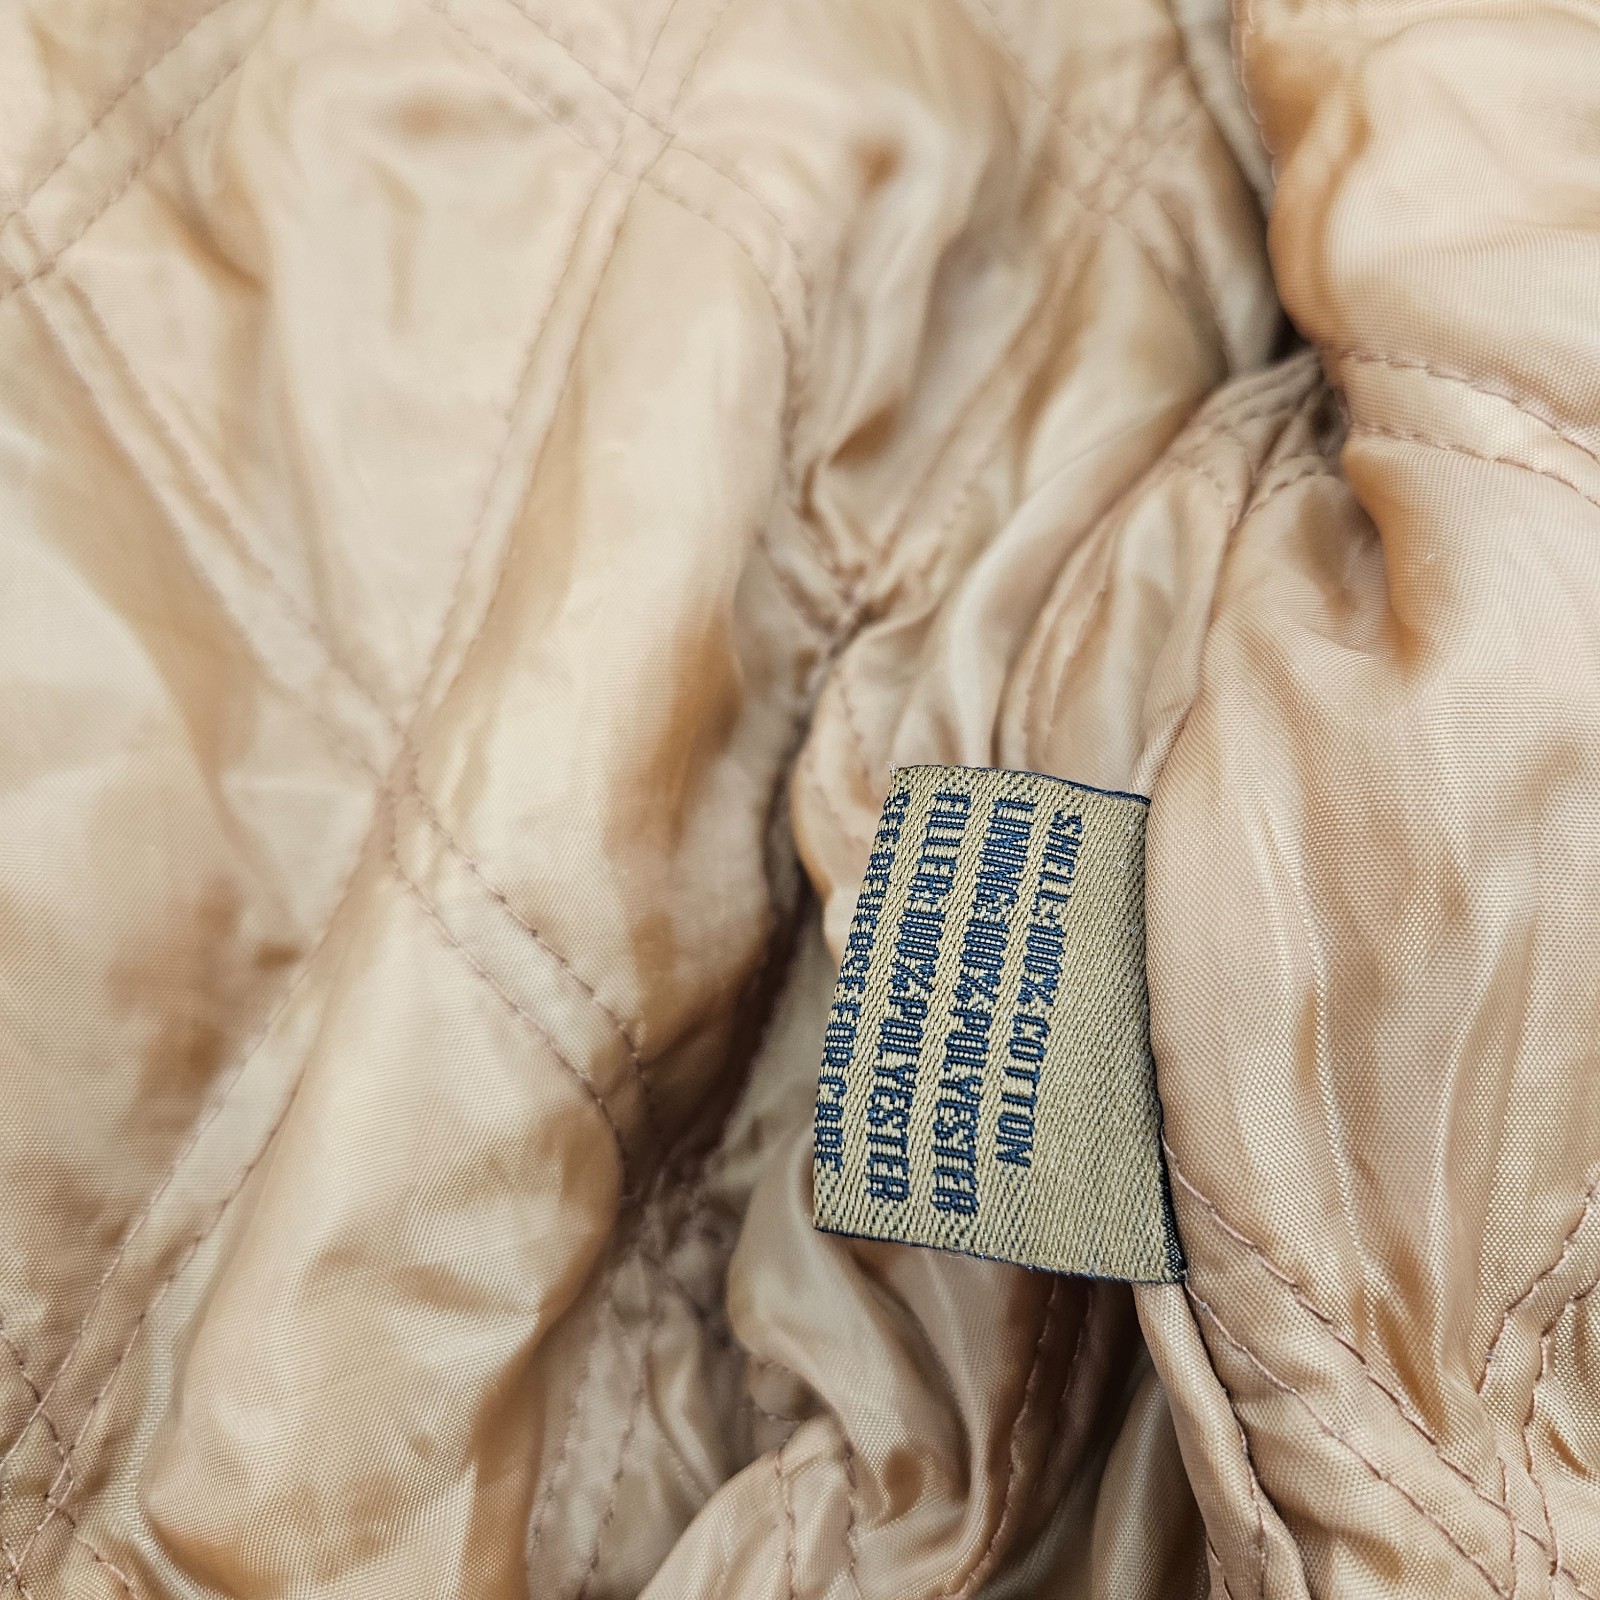 SHELL:100% COTTON
LINING:100% POLYESTER
FILLER:100% POLYESTER
SEE REVERSE FOR CARE